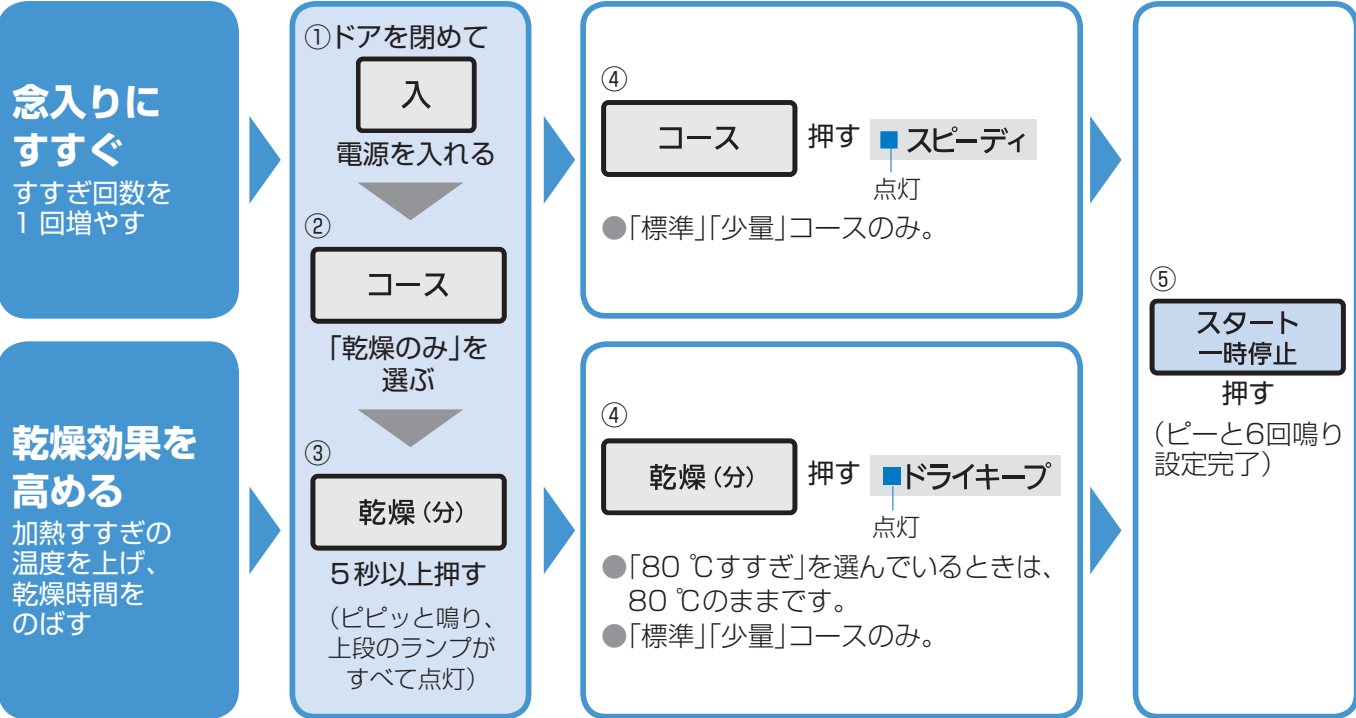 念入りに
すすぐ
すすぎ回数を
1 回増やす
乾燥効果を
高める
加熱すすぎの
温度を上げ、
乾燥時間を
のばす
①ドアを閉めて
入
電源を入れる
②
コース
「乾燥のみ」を
選ぶ
③
乾燥(分)
5秒以上押す
(ピピッと鳴り、
上段のランプが
すべて点灯)
④
コース 押す ■スピーディ
点灯
●「標準」「少量」コースのみ。
④
乾燥(分) 押す ■ドライキープ
点灯
●「80 ℃すすぎ」を選んでいるときは、
80 ℃のままです。
●「標準」「少量」コースのみ。
⑤
スタート
一時停止
押す
(ピーと6回鳴り
設定完了)